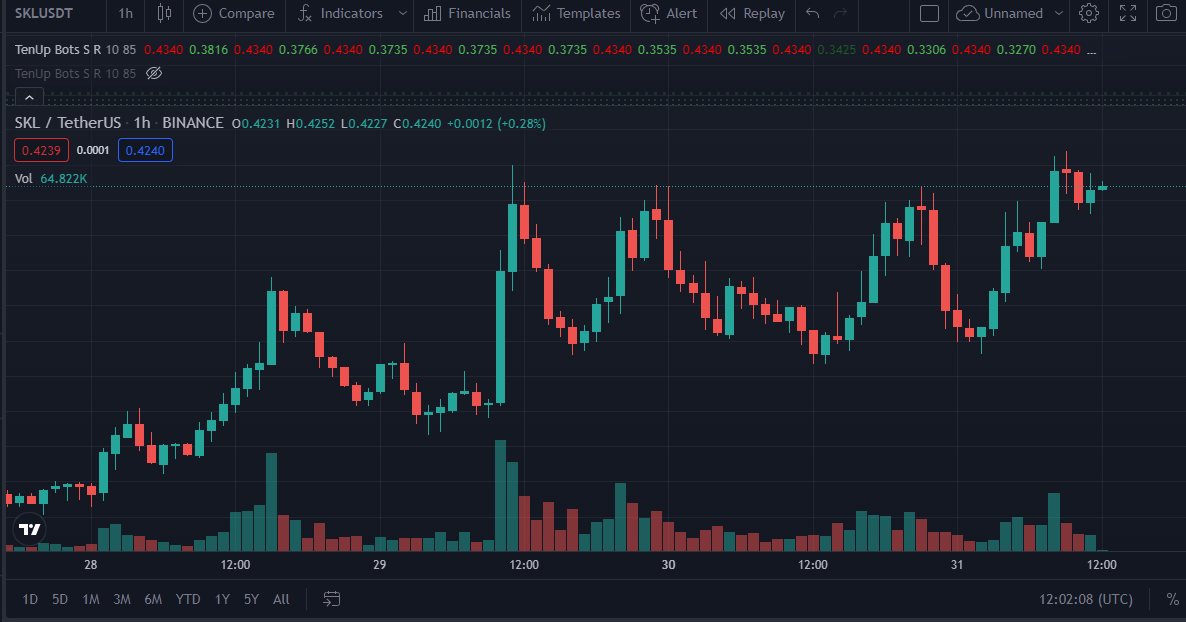 SKLUSDT 1h Compare Indicators Financials Templates Alert Replay Unnamed
TenUp Bots S R 10 85 0.4340 0.3816 0.4340 0.3766 0.4340 0.3735 0.4340 0.3735 0.4340 0.3735 0.4340 0.3535 0.4340 0.3535 0.4340 0.3425 0.4340 0.3306 0.4340 0.3270 0.4340 ...
TenUp Bots S R 10 85
SKL / TetherUS · 1h · BINANCE O0.4231 H0.4252 L0.4227 C0.4240 +0.0012 (+0.28%)
0.4239 0.0001 0.4240
Vol 64.822K
28 12:00 29 12:00 30 12:00 31 12:00
1D 5D 1M 3M 6M YTD 1Y 5Y All 12:02:08 (UTC) %